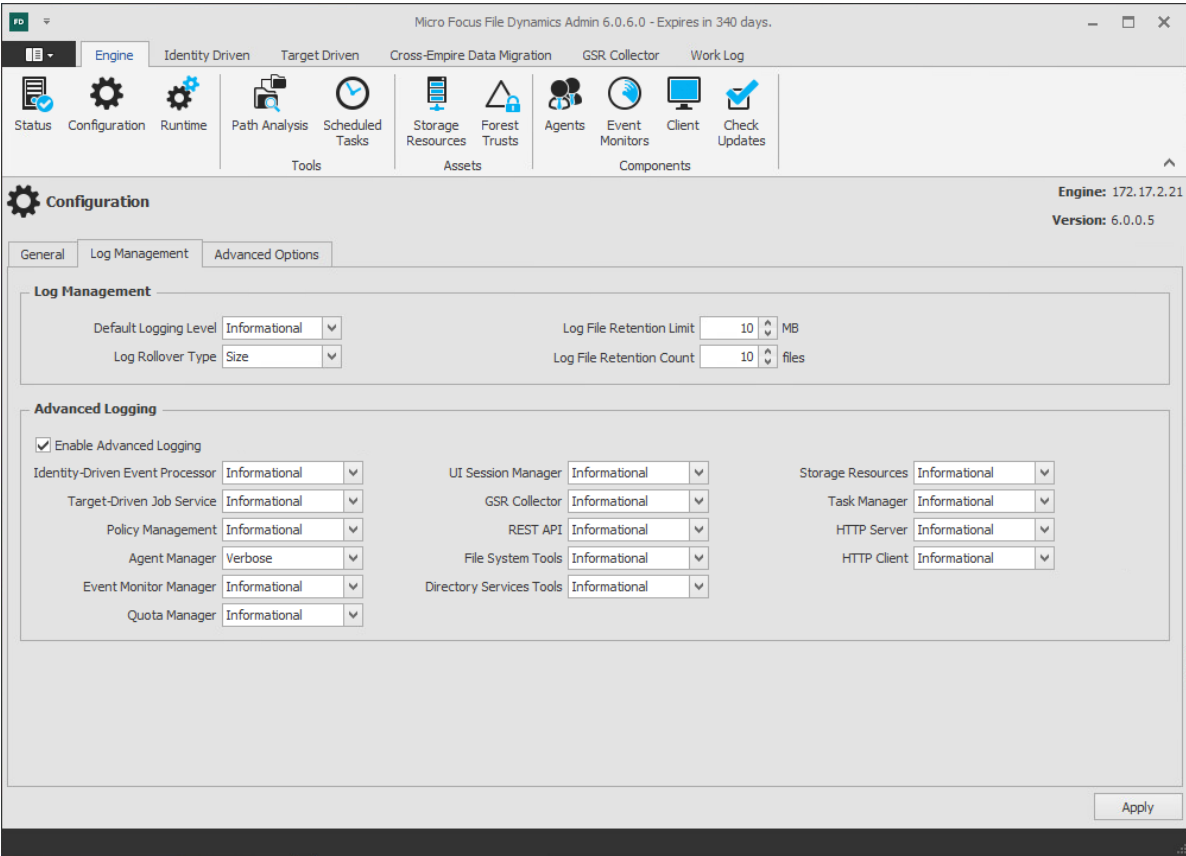 FD
Micro Focus File Dynamics Admin 6.0.6.0 - Expires in 340 days.
Engine Identity Driven Target Driven Cross-Empire Data Migration GSR Collector Work Log
Status Configuration Runtime Path Analysis Scheduled Tasks Storage Resources Forest Trusts Agents Event Monitors Client Check Updates
Tools Assets Components
Configuration
Engine: 172.17.2.21
Version: 6.0.0.5
General Log Management Advanced Options
Log Management
Default Logging Level Informational Log File Retention Limit 10 MB
Log Rollover Type Size Log File Retention Count 10 files
Advanced Logging
Enable Advanced Logging
Identity-Driven Event Processor Informational UI Session Manager Informational Storage Resources Informational
Target-Driven Job Service Informational GSR Collector Informational Task Manager Informational
Policy Management Informational REST API Informational HTTP Server Informational
Agent Manager Verbose File System Tools Informational HTTP Client Informational
Event Monitor Manager Informational Directory Services Tools Informational
Quota Manager Informational
Apply